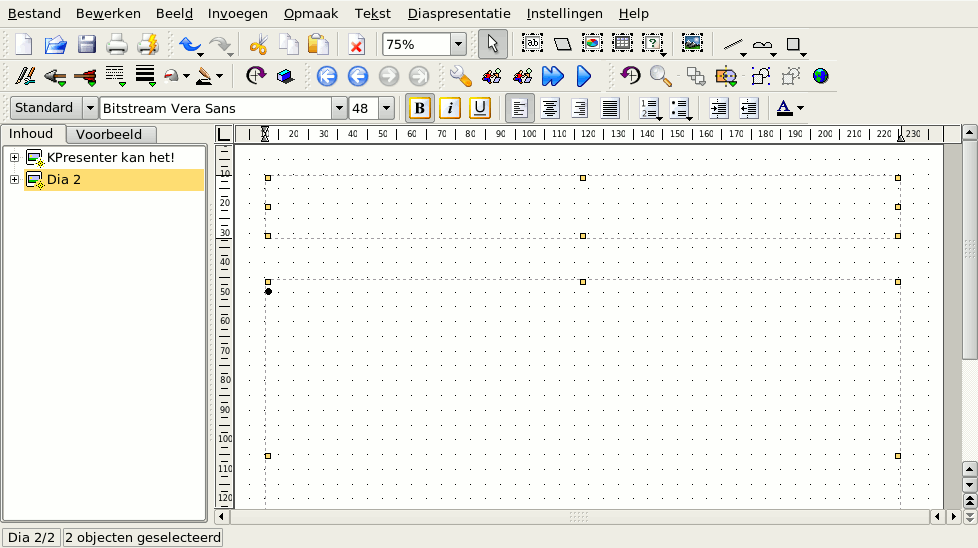 Bestand Bewerken Beeld Invoegen Opmaak Tekst Diaspresentatie Instellingen Help
75%
Standard Bitstream Vera Sans 48 B i U A
Inhoud Voorbeeld
20 30 40 50 60 70 80 90 100 110 120 130 140 150 160 170 180 190 200 210 220 230
KPresenter kan het!
Dia 2
10
20
30
40
50
60
70
80
90
100
110
120
Dia 2/2 2 objecten geselecteerd